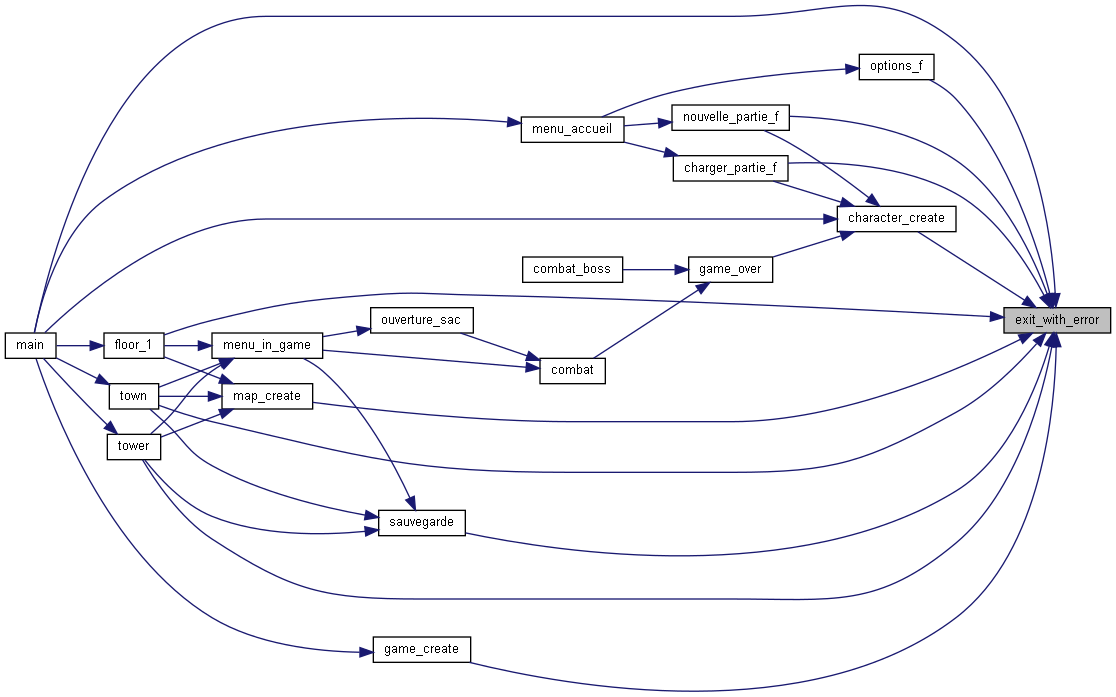 options_f
nouvelle_partie_f
menu_accueil
charger_partie_f
character_create
combat_boss
game_over
ouverture_sac
exit_with_error
main
floor_1
menu_in_game
combat
town
map_create
tower
sauvegarde
game_create